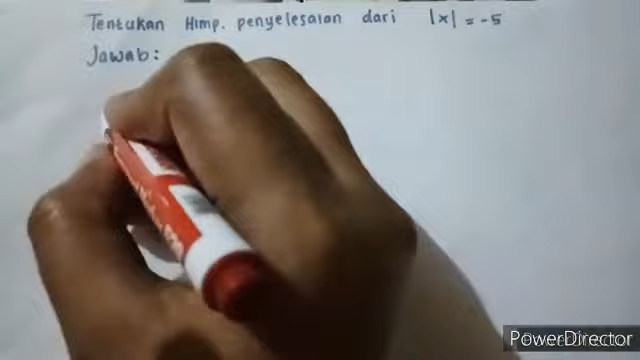 Tentukan Himp. penyelesaian dari |x| = -5
Jawab:
PowerDirector